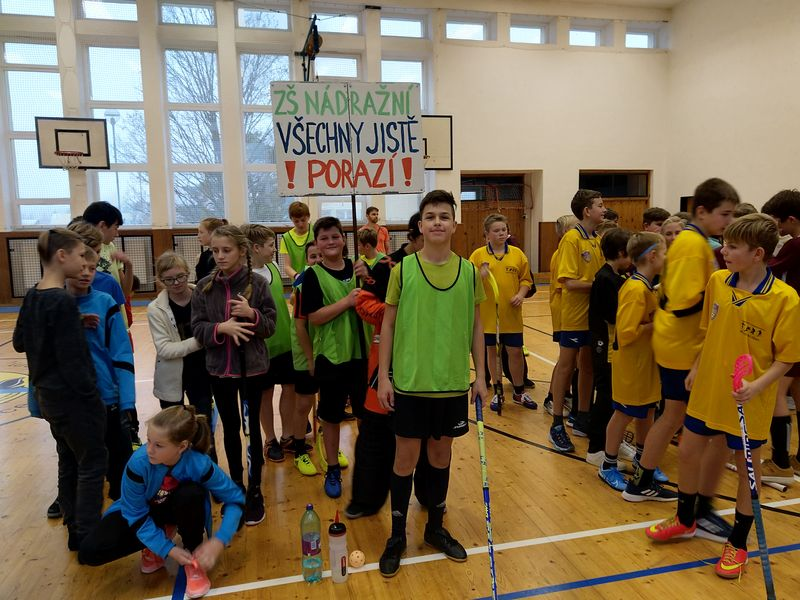 ZŠ NÁDRAŽNÍ
VŠECHNY JISTĚ
! PORAZÍ !